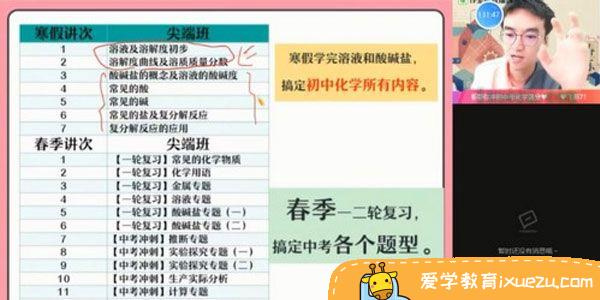 寒假讲次 尖端班
1 溶液及溶解度初步
2 溶解度曲线及溶质质量分数
3 酸碱盐的概念及溶液的酸碱度
4 常见的酸
5 常见的碱
6 常见的盐及复分解反应
7 复分解反应的应用
春季讲次 尖端班
1 【一轮复习】常见的化学物质
2 【一轮复习】化学用语
3 【一轮复习】金属专题
4 【一轮复习】溶液专题
5 【一轮复习】酸碱盐专题（一）
6 【一轮复习】酸碱盐专题（二）
7 【中考冲刺】推断专题
8 【中考冲刺】实验探究专题（一）
9 【中考冲刺】实验探究专题（二）
10 【中考冲刺】生产实际分析
11 【中考冲刺】计算专题
寒假学完溶液和酸碱盐，
搞定初中化学所有内容。
春季一二轮复习，
搞定中考各个题型。
11:47
暂时还没有消息哦~
爱学教育ixuezu.com